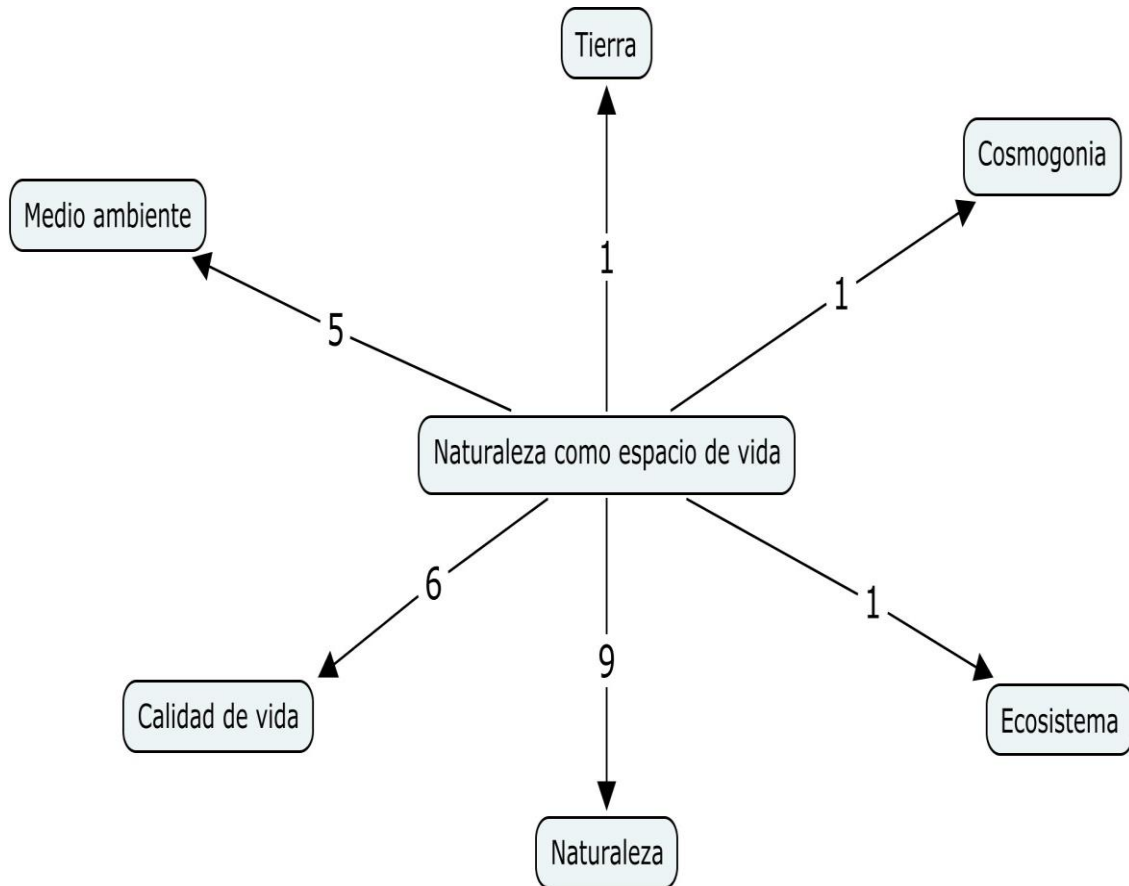 Tierra
Cosmogonia
Medio ambiente
1
1
5
Naturaleza como espacio de vida
6
1
9
Calidad de vida
Ecosistema
Naturaleza